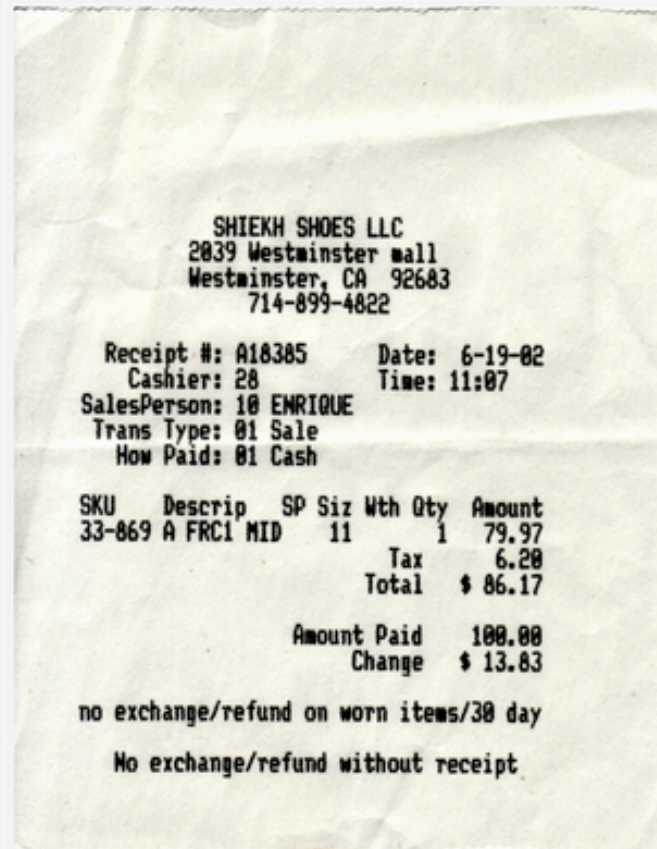 SHIEKH SHOES LLC
2039 Westminster mall
Westminster, CA 92683
714-899-4822
Receipt #: A18385 Date: 6-19-02
Cashier: 28 Time: 11:07
SalesPerson: 10 ENRIQUE
Trans Type: 01 Sale
How Paid: 01 Cash
SKU Descrip SP Siz Wth Qty Amount
33-869 A FRC1 MID 11 1 79.97
Tax 6.20
Total $ 86.17
Amount Paid 100.00
Change $ 13.83
no exchange/refund on worn items/30 day
No exchange/refund without receipt